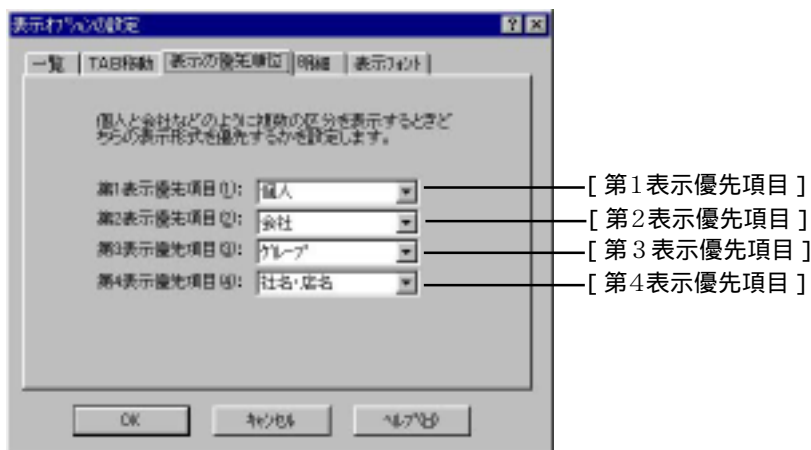 表示オプションの設定
一覧 TAB移動 表示の優先順位 明細 表示フォント
個人と会社などのように複数の区分を表示するときど
ちらの表示形式を優先するかを設定します。
第1表示優先項目(1): 個人 [ 第1表示優先項目 ]
第2表示優先項目(2): 会社 [ 第2表示優先項目 ]
第3表示優先項目(3): グループ [ 第3表示優先項目 ]
第4表示優先項目(4): 社名・店名 [ 第4表示優先項目 ]
OK キャンセル ヘルプ(H)